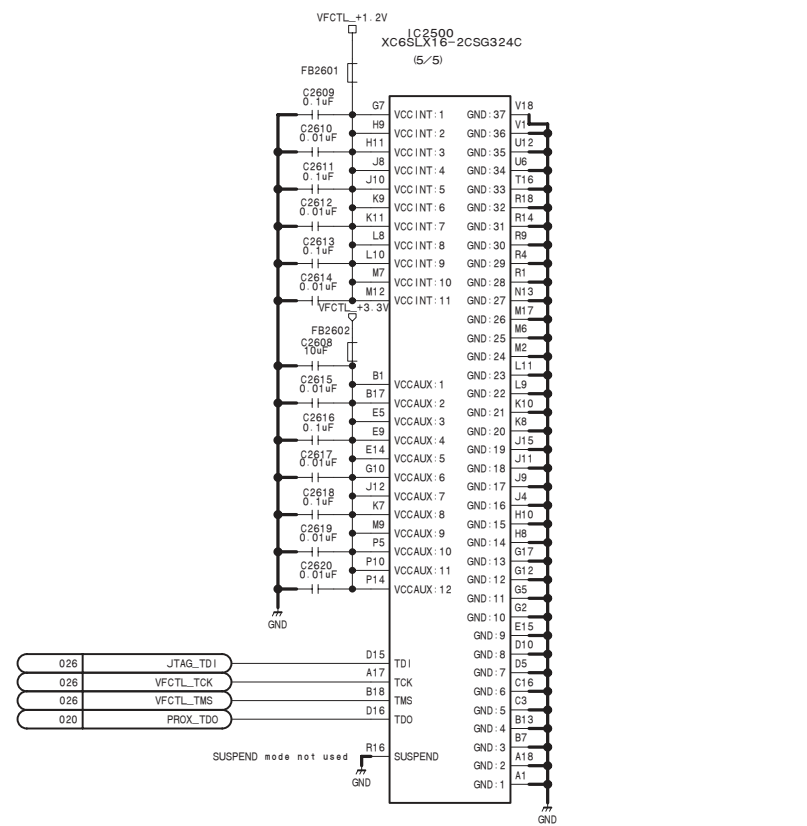 VFCTL_+1.2V
IC2500
XC6SLX16-2CSG324C
(5/5)
FB2601
C2609
0.1uF
C2610
0.01uF
C2611
0.1uF
C2612
0.01uF
C2613
0.1uF
C2614
0.01uF
G7 VCCINT:1
H9 VCCINT:2
H11 VCCINT:3
J8 VCCINT:4
J10 VCCINT:5
K9 VCCINT:6
K11 VCCINT:7
L8 VCCINT:8
L10 VCCINT:9
M7 VCCINT:10
M12 VCCINT:11
VFCTL_+3.3V
FB2602
C2608
10uF
C2615
0.01uF
C2616
0.1uF
C2617
0.01uF
C2618
0.1uF
C2619
0.01uF
C2620
0.01uF
B1 VCCAUX:1
B17 VCCAUX:2
E5 VCCAUX:3
E9 VCCAUX:4
E14 VCCAUX:5
G10 VCCAUX:6
J12 VCCAUX:7
K7 VCCAUX:8
M9 VCCAUX:9
P5 VCCAUX:10
P10 VCCAUX:11
P14 VCCAUX:12
GND
026 JTAG_TDI D15 TDI
026 VFCTL_TCK A17 TCK
026 VFCTL_TMS B18 TMS
020 PROX_TDO D16 TDO
SUSPEND mode not used R16 SUSPEND
GND
GND:37 V18
GND:36 V1
GND:35 U12
GND:34 U6
GND:33 T16
GND:32 R18
GND:31 R14
GND:30 R9
GND:29 R4
GND:28 R1
GND:27 N13
GND:26 M17
GND:25 M6
GND:24 M2
GND:23 L11
GND:22 L9
GND:21 K10
GND:20 K8
GND:19 J15
GND:18 J11
GND:17 J9
GND:16 J4
GND:15 H10
GND:14 H8
GND:13 G17
GND:12 G12
GND:11 G5
GND:10 G2
GND:9 E15
GND:8 D10
GND:7 D5
GND:6 C16
GND:5 C3
GND:4 B13
GND:3 B7
GND:2 A18
GND:1 A1
GND